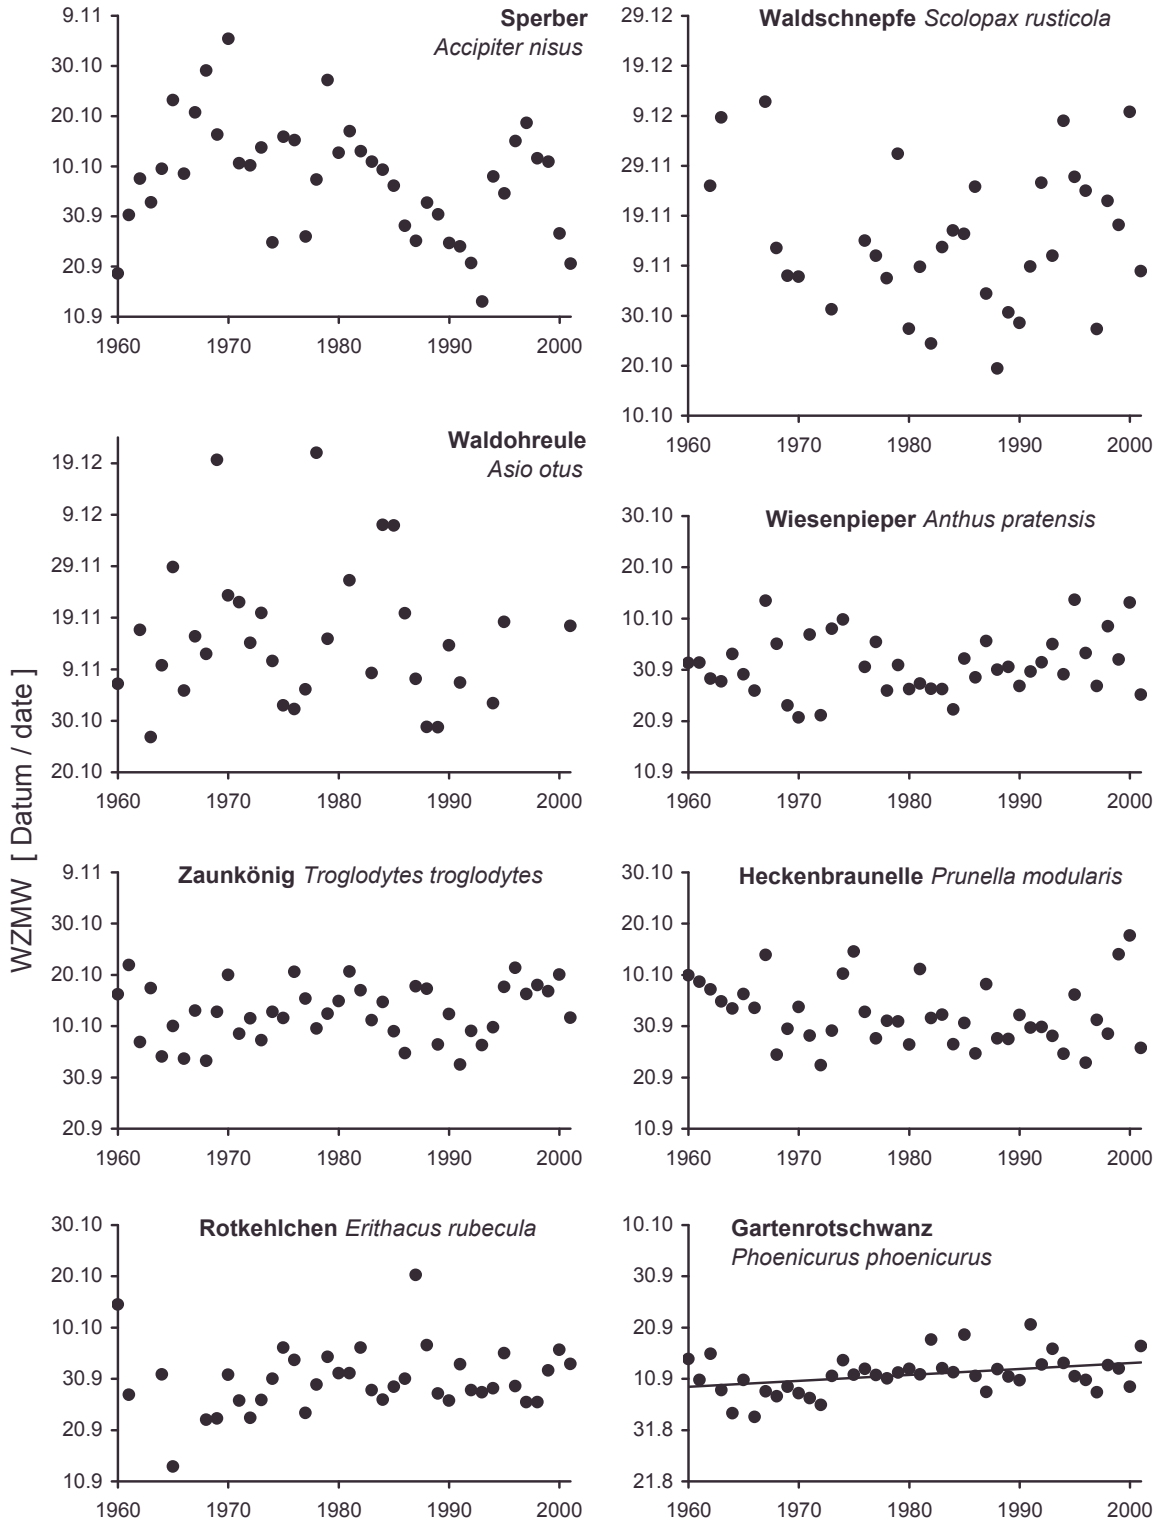 WZMW [ Datum / date ]
Sperber
Accipiter nisus
9.11
30.10
20.10
10.10
30.9
20.9
10.9
1960 1970 1980 1990 2000
Waldschnepfe Scolopax rusticola
29.12
19.12
9.12
29.11
19.11
9.11
30.10
20.10
10.10
1960 1970 1980 1990 2000
Waldohreule
Asio otus
19.12
9.12
29.11
19.11
9.11
30.10
20.10
1960 1970 1980 1990 2000
Wiesenpieper Anthus pratensis
30.10
20.10
10.10
30.9
20.9
10.9
1960 1970 1980 1990 2000
Zaunkönig Troglodytes troglodytes
9.11
30.10
20.10
10.10
30.9
20.9
1960 1970 1980 1990 2000
Heckenbraunelle Prunella modularis
30.10
20.10
10.10
30.9
20.9
10.9
1960 1970 1980 1990 2000
Rotkehlchen Erithacus rubecula
30.10
20.10
10.10
30.9
20.9
10.9
1960 1970 1980 1990 2000
Gartenrotschwanz
Phoenicurus phoenicurus
10.10
30.9
20.9
10.9
31.8
21.8
1960 1970 1980 1990 2000